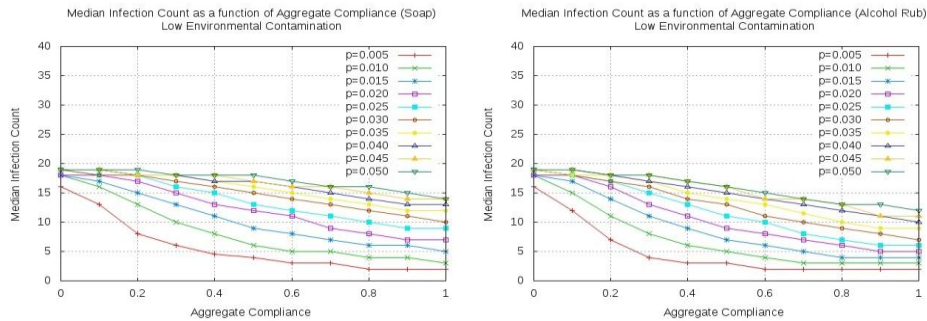 Median Infection Count as a function of Aggregate Compliance (Soap)
Low Environmental Contamination
40
35
30
25
20
15
10
5
0
Median Infection Count
p=0.005
p=0.010
p=0.015
p=0.020
p=0.025
p=0.030
p=0.035
p=0.040
p=0.045
p=0.050
0 0.2 0.4 0.6 0.8 1
Aggregate Compliance
Median Infection Count as a function of Aggregate Compliance (Alcohol Rub)
Low Environmental Contamination
40
35
30
25
20
15
10
5
0
Median Infection Count
p=0.005
p=0.010
p=0.015
p=0.020
p=0.025
p=0.030
p=0.035
p=0.040
p=0.045
p=0.050
0 0.2 0.4 0.6 0.8 1
Aggregate Compliance